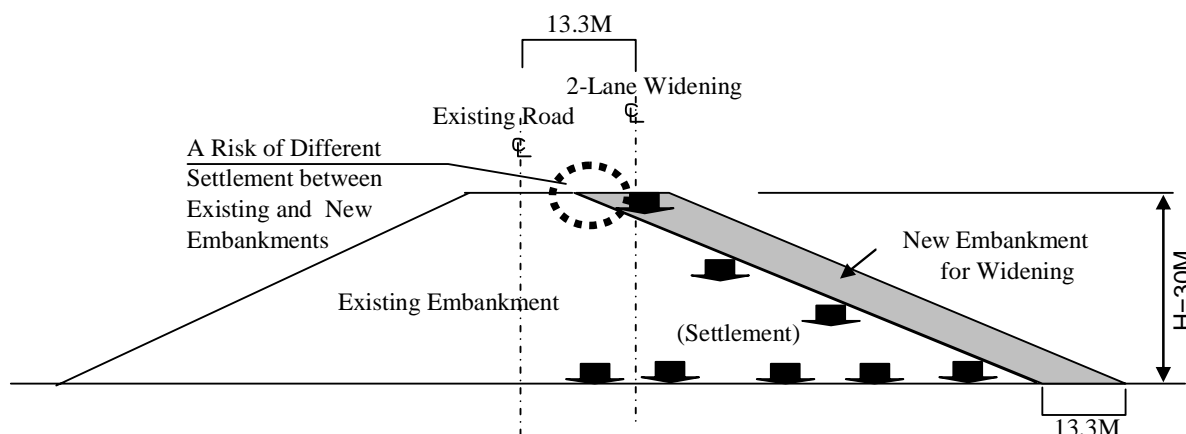 13.3M
2-Lane Widening
℄
Existing Road
℄
A Risk of Different
Settlement between
Existing and New
Embankments
New Embankment
for Widening
Existing Embankment
(Settlement)
H=30M
13.3M